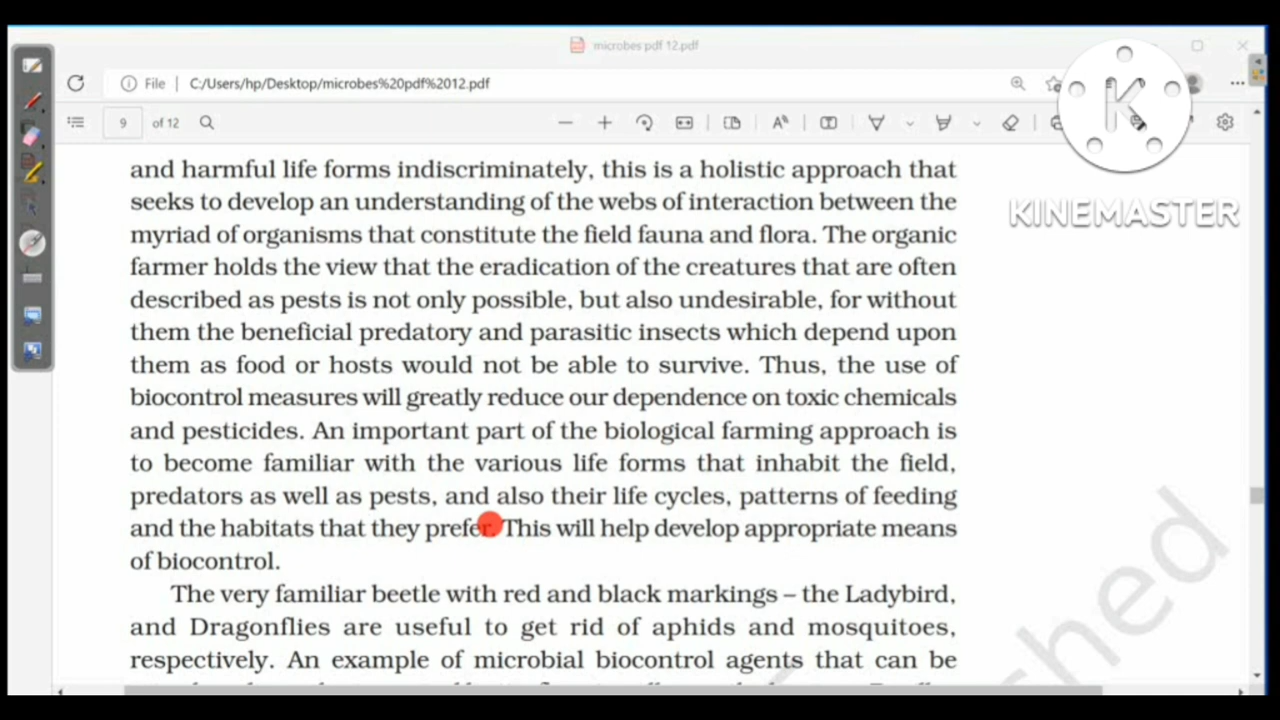 microbes pdf 12.pdf
File | C:/Users/hp/Desktop/microbes%20pdf%2012.pdf
9 of 12
K
KINEMASTER
and harmful life forms indiscriminately, this is a holistic approach that
seeks to develop an understanding of the webs of interaction between the
myriad of organisms that constitute the field fauna and flora. The organic
farmer holds the view that the eradication of the creatures that are often
described as pests is not only possible, but also undesirable, for without
them the beneficial predatory and parasitic insects which depend upon
them as food or hosts would not be able to survive. Thus, the use of
biocontrol measures will greatly reduce our dependence on toxic chemicals
and pesticides. An important part of the biological farming approach is
to become familiar with the various life forms that inhabit the field,
predators as well as pests, and also their life cycles, patterns of feeding
and the habitats that they prefer. This will help develop appropriate means
of biocontrol.
The very familiar beetle with red and black markings – the Ladybird,
and Dragonflies are useful to get rid of aphids and mosquitoes,
respectively. An example of microbial biocontrol agents that can be
shed